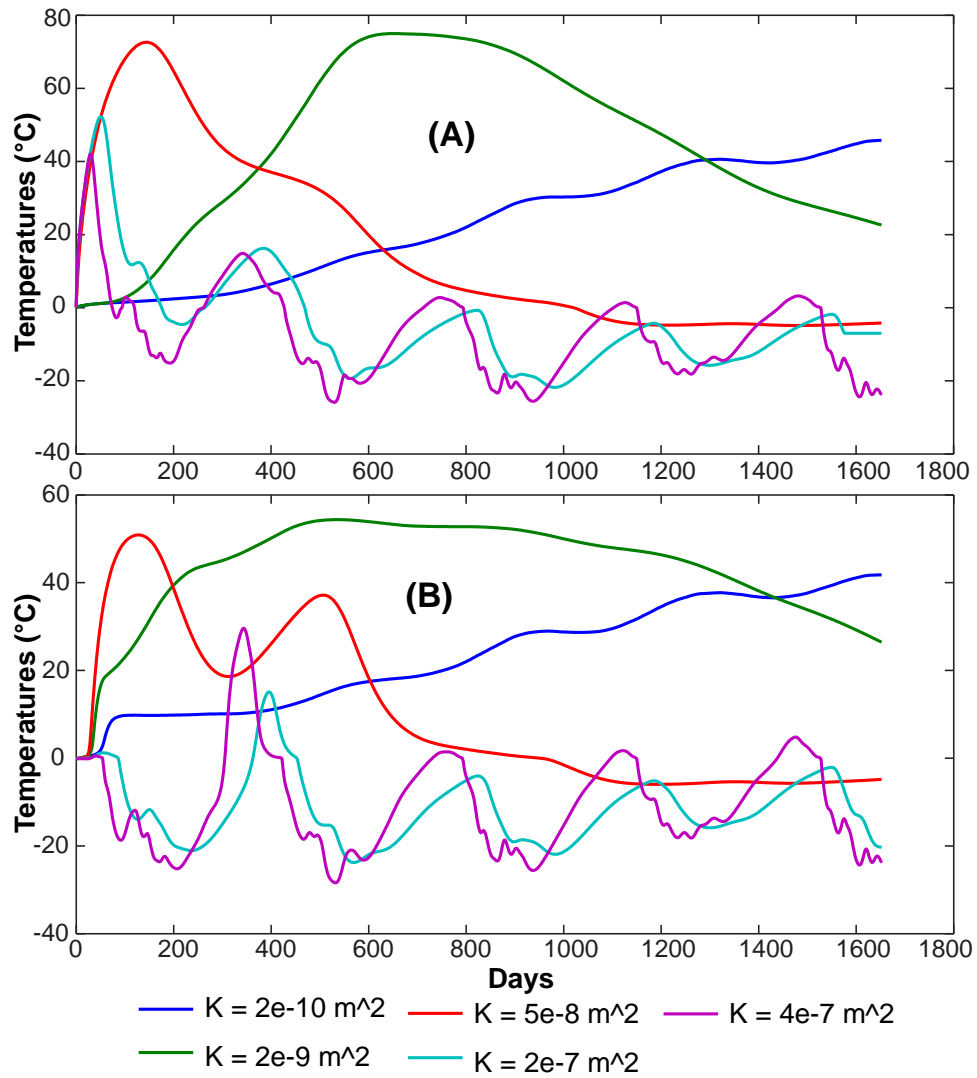 80
60
40
20
0
-20
-40
Temperatures (°C)
(A)
0 200 400 600 800 1000 1200 1400 1600 1800
60
40
20
0
-20
-40
Temperatures (°C)
(B)
0 200 400 600 800 1000 1200 1400 1600 1800
Days
K = 2e-10 m^2 K = 5e-8 m^2 K = 4e-7 m^2
K = 2e-9 m^2 K = 2e-7 m^2